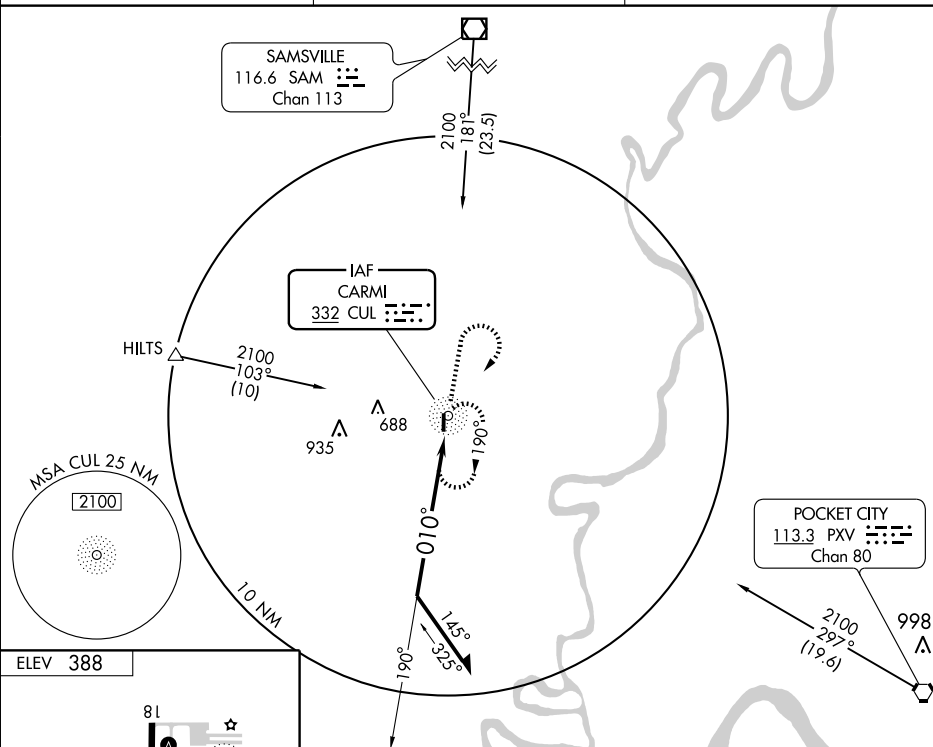 SAMSVILLE
116.6 SAM
Chan 113
2100
181°
(23.5)
IAF
CARMI
332 CUL
HILTS
2100
103°
(10)
935
688
190°
MSA CUL 25 NM
2100
010°
10 NM
145°
325°
190°
POCKET CITY
113.3 PXV
Chan 80
2100
297°
(19.6)
998
ELEV 388
18